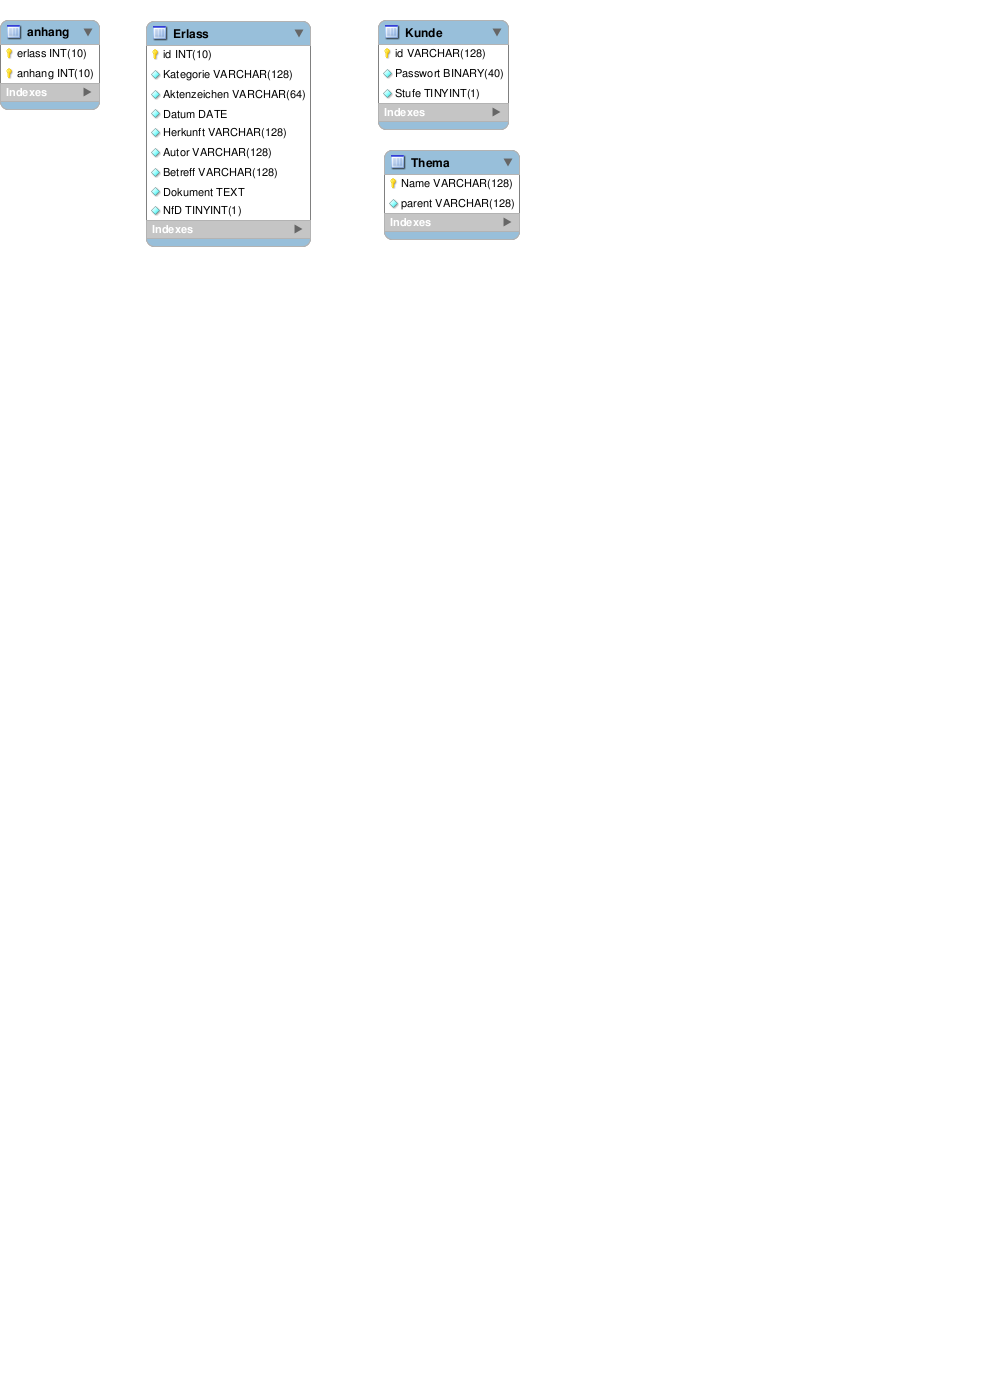 anhang
erlass INT(10)
anhang INT(10)
Indexes
Erlass
id INT(10)
Kategorie VARCHAR(128)
Aktenzeichen VARCHAR(64)
Datum DATE
Herkunft VARCHAR(128)
Autor VARCHAR(128)
Betreff VARCHAR(128)
Dokument TEXT
NfD TINYINT(1)
Indexes
Kunde
id VARCHAR(128)
Passwort BINARY(40)
Stufe TINYINT(1)
Indexes
Thema
Name VARCHAR(128)
parent VARCHAR(128)
Indexes